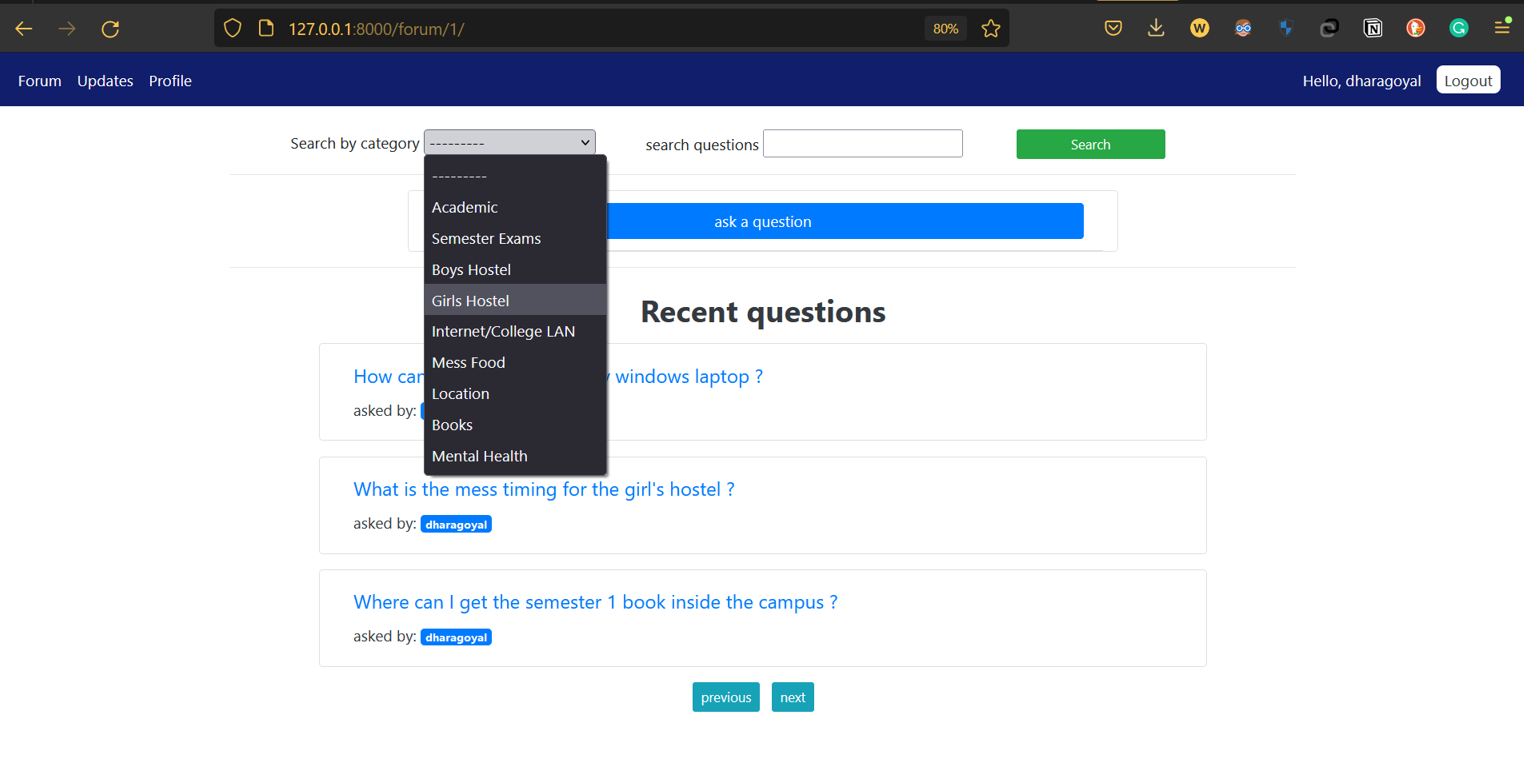 127.0.0.1:8000/forum/1/ 80%
Forum Updates Profile Hello, dharagoyal Logout
Search by category --------- search questions Search
---------
Academic
Semester Exams
Boys Hostel
Girls Hostel
Internet/College LAN
Mess Food
Location
Books
Mental Health
ask a question
Recent questions
How can windows laptop ?
asked by:
What is the mess timing for the girl's hostel ?
asked by: dharagoyal
Where can I get the semester 1 book inside the campus ?
asked by: dharagoyal
previous next